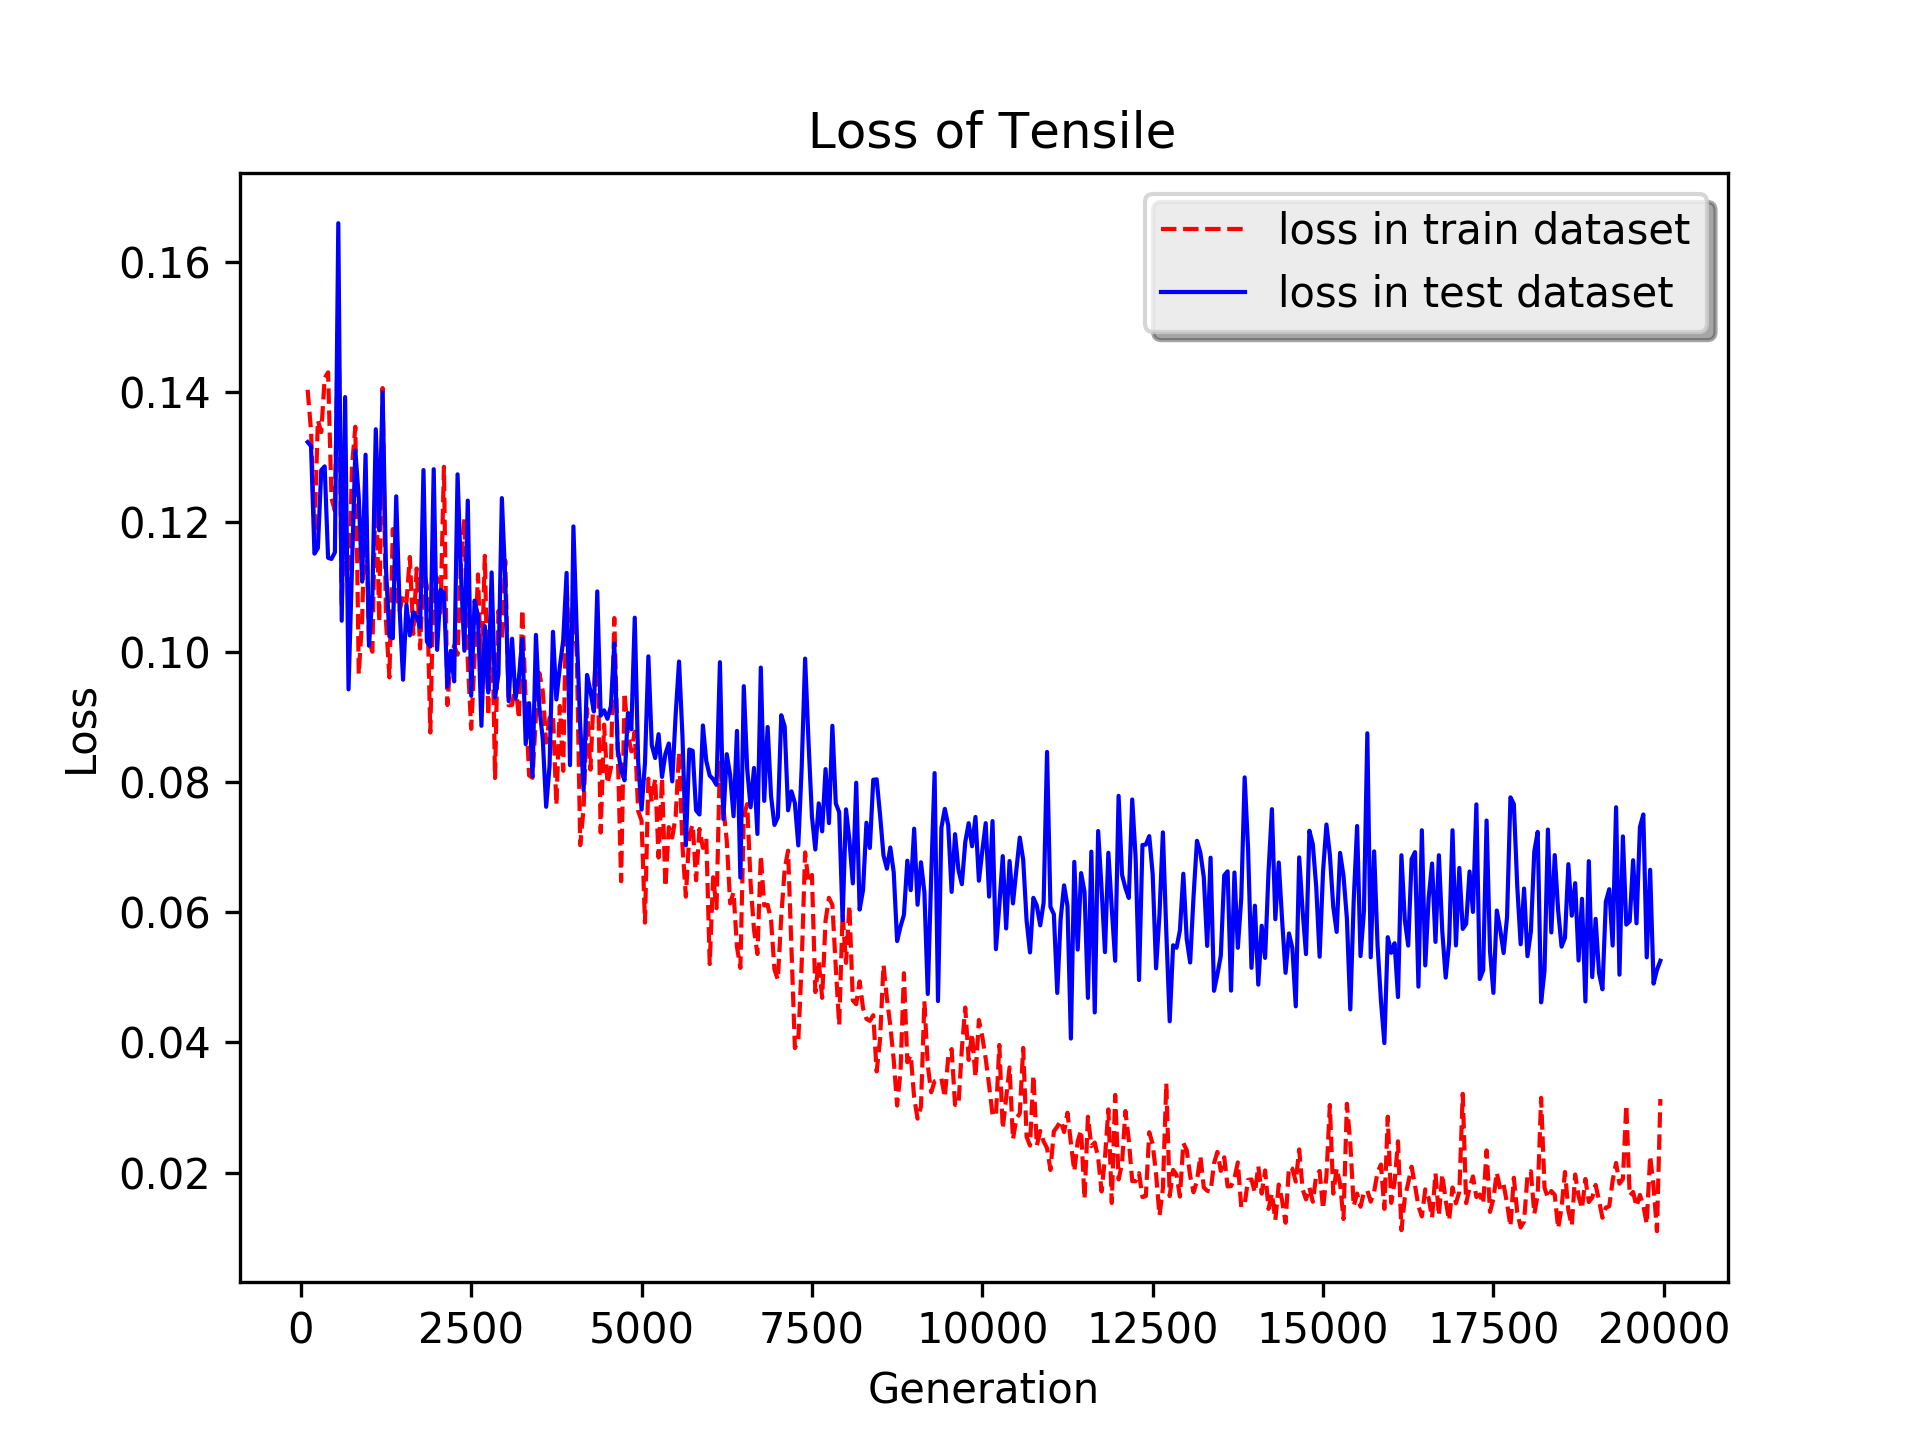 Loss of Tensile
loss in train dataset
loss in test dataset
0.16
0.14
0.12
0.10
0.08
0.06
0.04
0.02
Loss
0 2500 5000 7500 10000 12500 15000 17500 20000
Generation